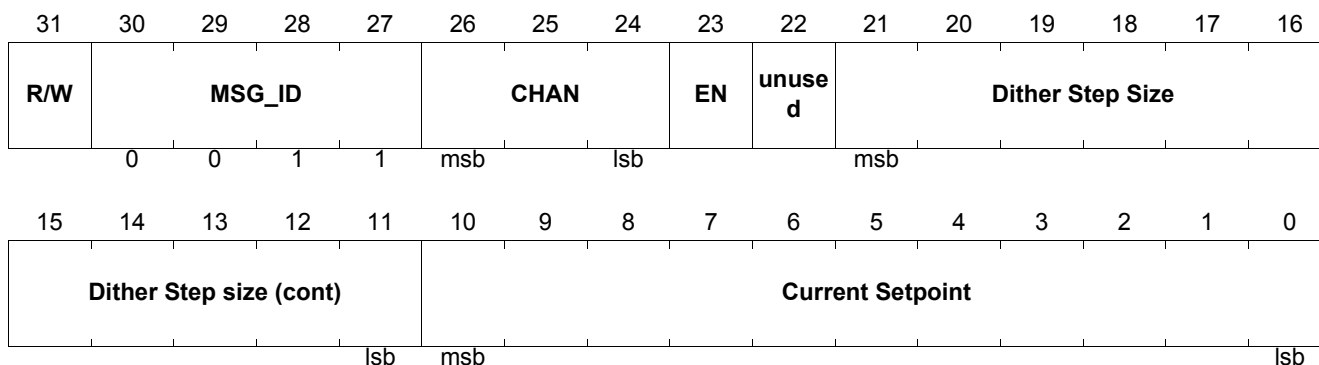 31 30 29 28 27 26 25 24 23 22 21 20 19 18 17 16
R/W MSG_ID CHAN EN unuse
d Dither Step Size
0 0 1 1 msb lsb msb
15 14 13 12 11 10 9 8 7 6 5 4 3 2 1 0
Dither Step size (cont) Current Setpoint
lsb msb lsb